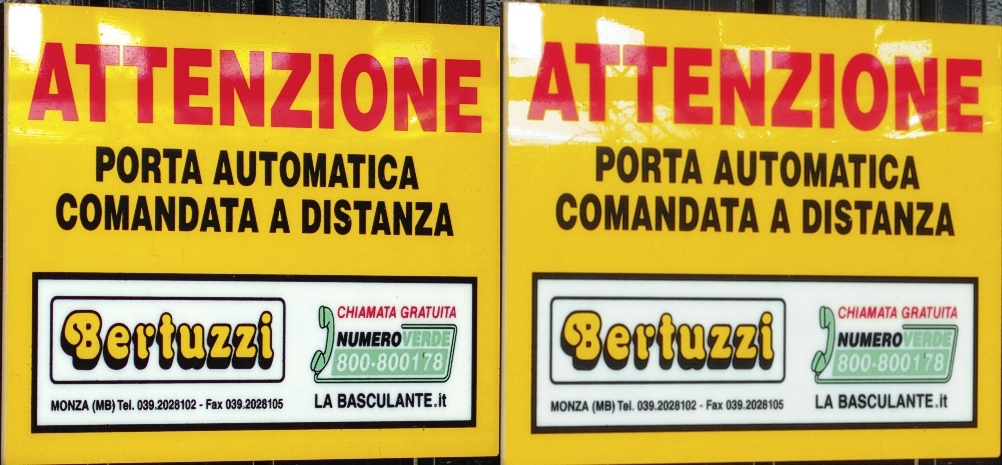 ATTENZIONE
PORTA AUTOMATICA
COMANDATA A DISTANZA
Bertuzzi
MONZA (MB) Tel. 039.2028102 - Fax 039.2028105
CHIAMATA GRATUITA
NUMEROVERDE
800-800178
LA BASCULANTE.it
ATTENZIONE
PORTA AUTOMATICA
COMANDATA A DISTANZA
Bertuzzi
MONZA (MB) Tel. 039.2028102 - Fax 039.2028105
CHIAMATA GRATUITA
NUMEROVERDE
800-800178
LA BASCULANTE.it